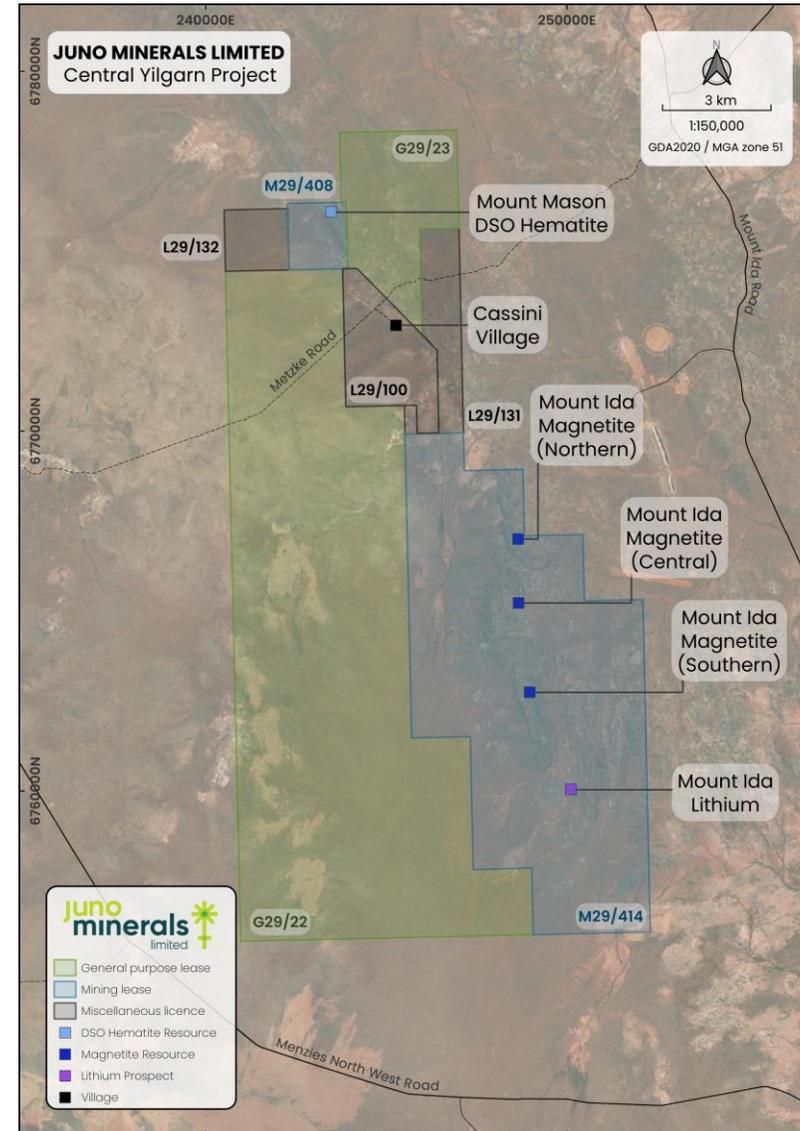 240000E
250000E
6780000N
6770000N
6760000N
JUNO MINERALS LIMITED
Central Yilgarn Project
N
3 km
1:150,000
GDA2020 / MGA zone 51
G29/23
M29/408
Mount Mason
DSO Hematite
L29/132
Mount Ida Road
Cassini
Village
Metzke Road
L29/100
L29/131
Mount Ida
Magnetite
(Northern)
Mount Ida
Magnetite
(Central)
Mount Ida
Magnetite
(Southern)
Mount Ida
Lithium
G29/22
M29/414
juno
minerals
limited
General purpose lease
Mining lease
Miscellaneous licence
DSO Hematite Resource
Magnetite Resource
Lithium Prospect
Village
Menzies North West Road